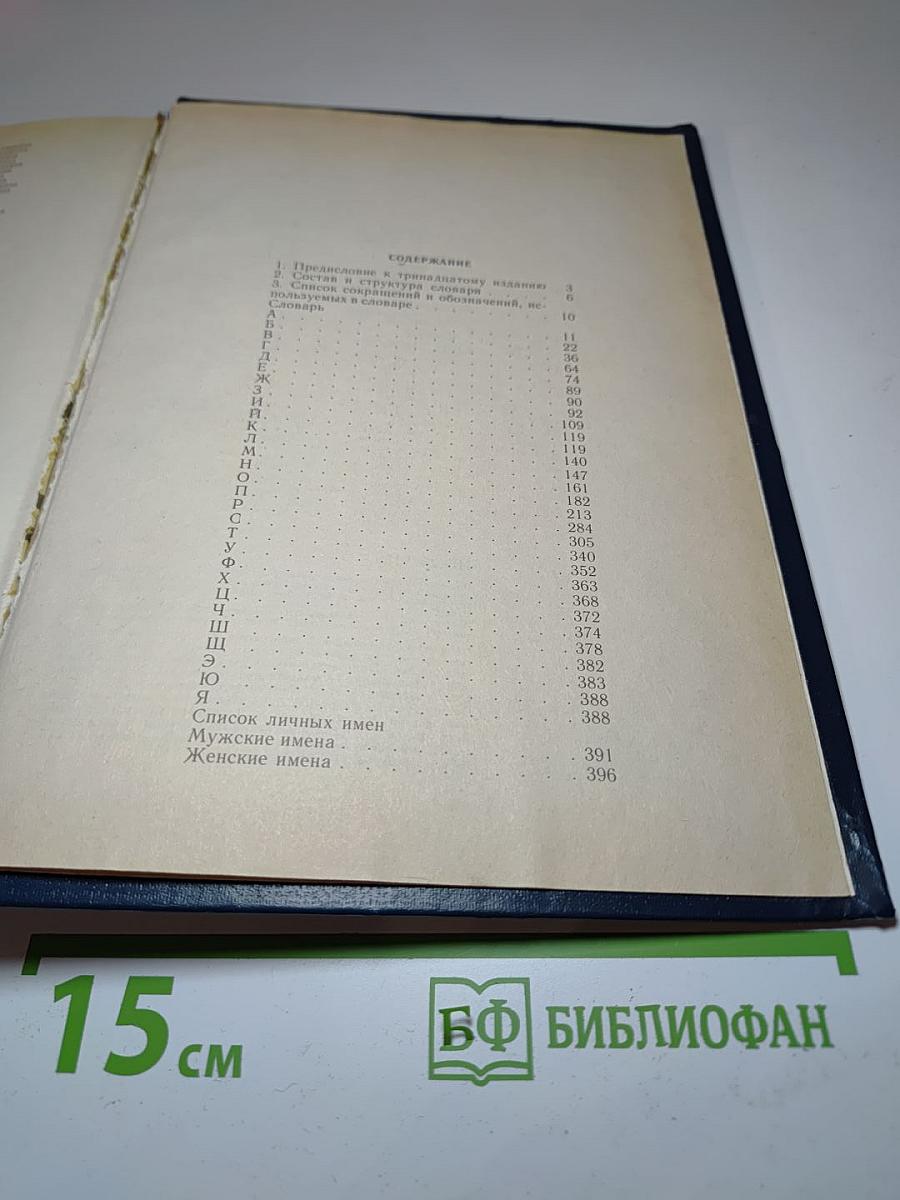 СОДЕРЖАНИЕ
1. Предисловие к тринадцатому изданию 3
2. Состав и структура словаря . . . . 6
3. Список сокращений и обозначений, ис-
пользуемых в словаре . . . . 10
Словарь
А . . . . 11
Б . . . . 22
В . . . . 36
Г . . . . 64
Д . . . . 74
Е . . . . 89
Ж . . . . 90
З . . . . 92
И . . . . 109
Й . . . . 119
К . . . . 119
Л . . . . 140
М . . . . 147
Н . . . . 161
О . . . . 182
П . . . . 213
Р . . . . 284
С . . . . 305
Т . . . . 340
У . . . . 352
Ф . . . . 363
Х . . . . 368
Ц . . . . 372
Ч . . . . 374
Ш . . . . 378
Щ . . . . 382
Э . . . . 383
Ю . . . . 388
Я . . . . 388
Список личных имен
Мужские имена . . . . 391
Женские имена . . . . 396
15 см
БФ БИБЛИОФАН